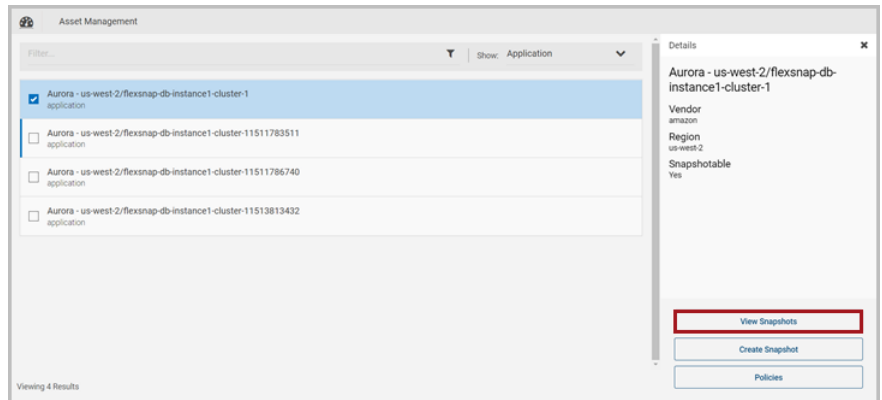 Asset Management
Filter...
Show: Application
Aurora - us-west-2/flexsnap-db-instance1-cluster-1
application
Aurora - us-west-2/flexsnap-db-instance1-cluster-11511783511
application
Aurora - us-west-2/flexsnap-db-instance1-cluster-11511786740
application
Aurora - us-west-2/flexsnap-db-instance1-cluster-11513813432
application
Viewing 4 Results
Details
Aurora - us-west-2/flexsnap-db-
instance1-cluster-1
Vendor
amazon
Region
us-west-2
Snapshotable
Yes
View Snapshots
Create Snapshot
Policies